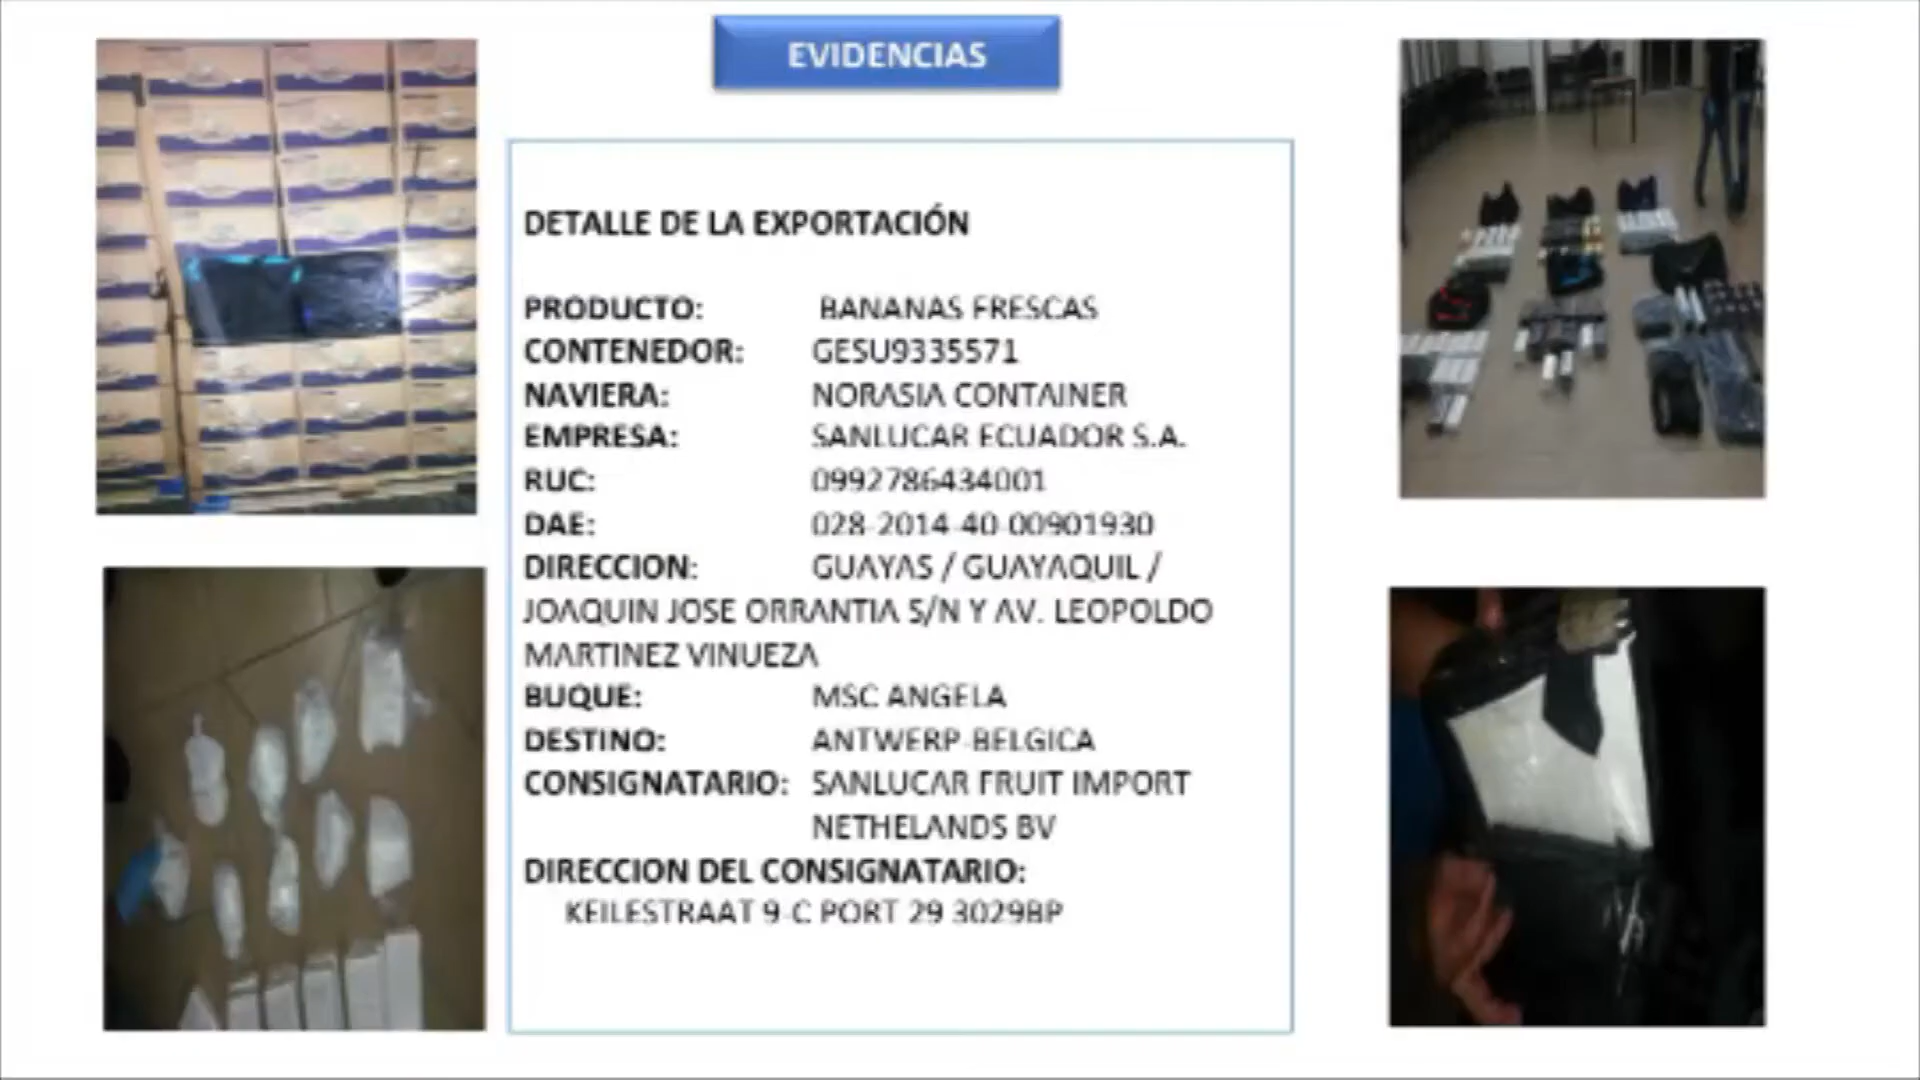 EVIDENCIAS
DETALLE DE LA EXPORTACIÓN
PRODUCTO: BANANAS FRESCAS
CONTENEDOR: GESU9335571
NAVIERA: NORASIA CONTAINER
EMPRESA: SANLUCAR ECUADOR S.A.
RUC: 0992786434001
DAE: 028-2014-40-00901930
DIRECCION: GUAYAS / GUAYAQUIL /
JOAQUIN JOSE ORRANTIA S/N Y AV. LEOPOLDO
MARTINEZ VINUEZA
BUQUE: MSC ANGELA
DESTINO: ANTWERP-BELGICA
CONSIGNATARIO: SANLUCAR FRUIT IMPORT
NETHELANDS BV
DIRECCION DEL CONSIGNATARIO:
KEILESTRAAT 9-C PORT 29 3029BP